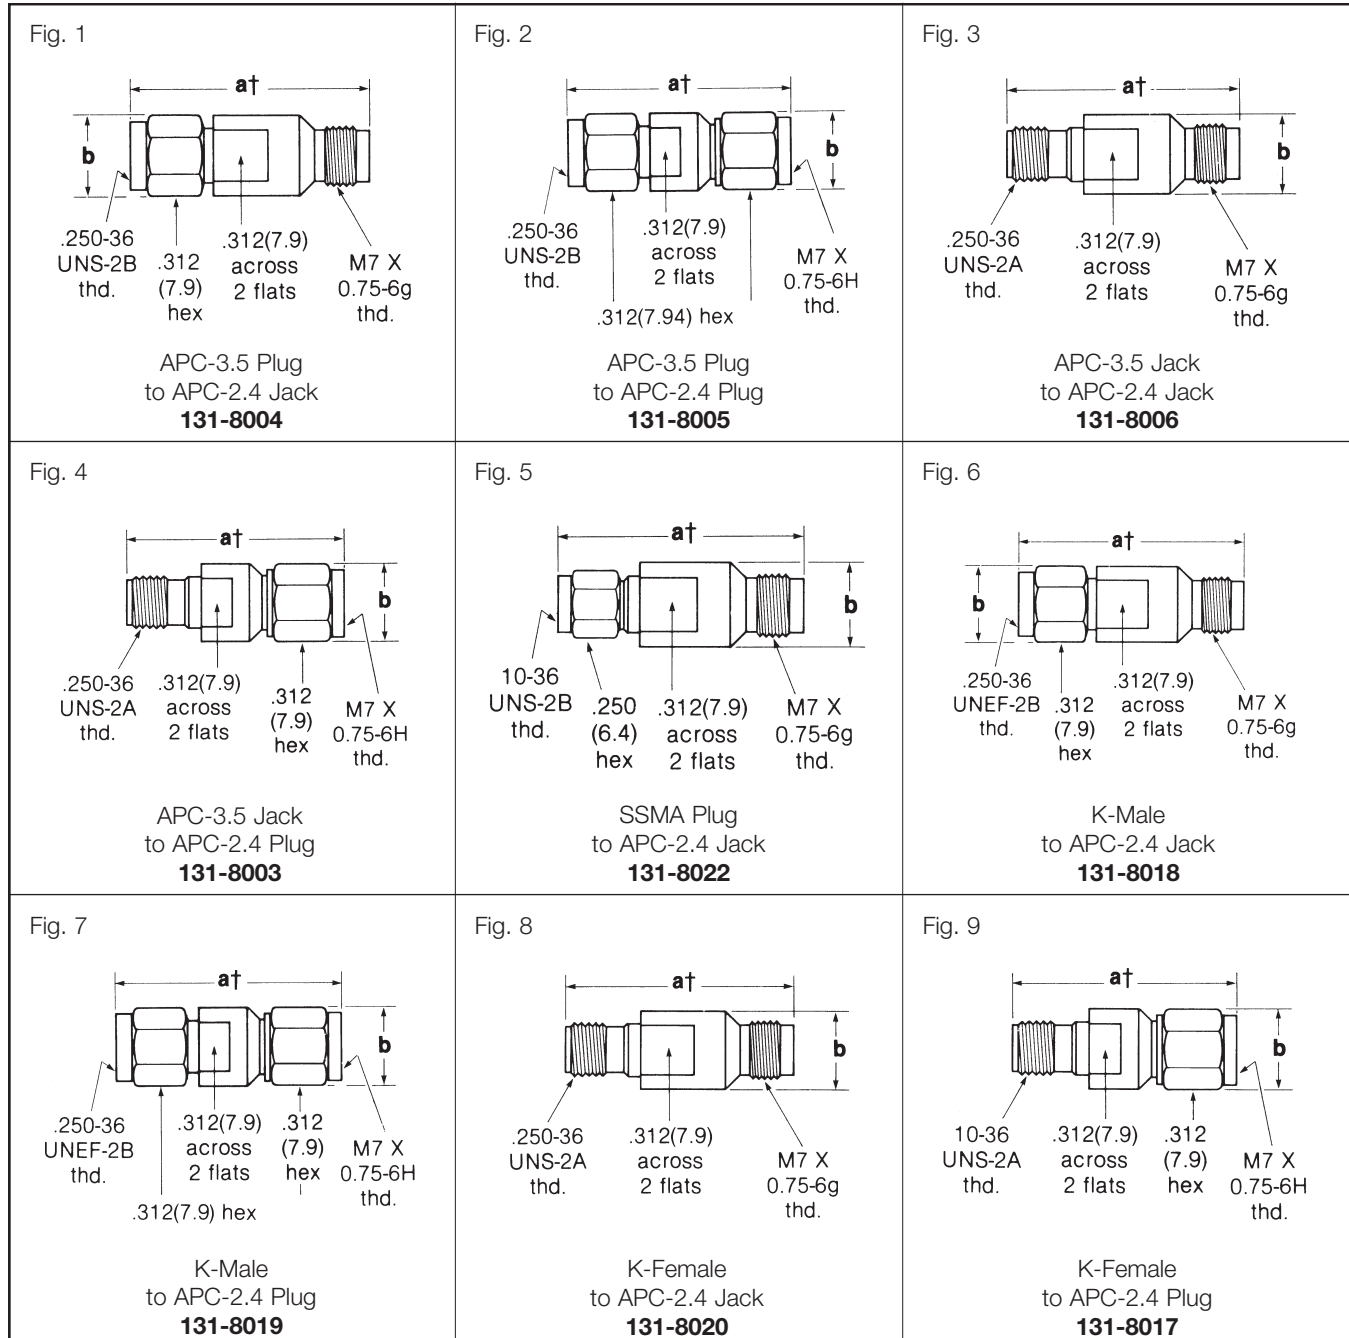 Fig. 1
a†
b
.250-36
UNS-2B
thd.
.312
(7.9)
hex
.312(7.9)
across
2 flats
M7 X
0.75-6g
thd.
APC-3.5 Plug
to APC-2.4 Jack
131-8004
Fig. 2
a†
b
.250-36
UNS-2B
thd.
.312(7.9)
across
2 flats
M7 X
0.75-6H
thd.
.312(7.94) hex
APC-3.5 Plug
to APC-2.4 Plug
131-8005
Fig. 3
a†
b
.250-36
UNS-2A
thd.
.312(7.9)
across
2 flats
M7 X
0.75-6g
thd.
APC-3.5 Jack
to APC-2.4 Jack
131-8006
Fig. 4
a†
b
.250-36
UNS-2A
thd.
.312(7.9)
across
2 flats
.312
(7.9)
hex
M7 X
0.75-6H
thd.
APC-3.5 Jack
to APC-2.4 Plug
131-8003
Fig. 5
a†
b
10-36
UNS-2B
thd.
.250
(6.4)
hex
.312(7.9)
across
2 flats
M7 X
0.75-6g
thd.
SSMA Plug
to APC-2.4 Jack
131-8022
Fig. 6
a†
b
.250-36
UNEF-2B
thd.
.312
(7.9)
hex
.312(7.9)
across
2 flats
M7 X
0.75-6g
thd.
K-Male
to APC-2.4 Jack
131-8018
Fig. 7
a†
b
.250-36
UNEF-2B
thd.
.312(7.9)
across
2 flats
.312
(7.9)
hex
M7 X
0.75-6H
thd.
.312(7.9) hex
K-Male
to APC-2.4 Plug
131-8019
Fig. 8
a†
b
.250-36
UNS-2A
thd.
.312(7.9)
across
2 flats
M7 X
0.75-6g
thd.
K-Female
to APC-2.4 Jack
131-8020
Fig. 9
a†
b
10-36
UNS-2A
thd.
.312(7.9)
across
2 flats
.312
(7.9)
hex
M7 X
0.75-6H
thd.
K-Female
to APC-2.4 Plug
131-8017